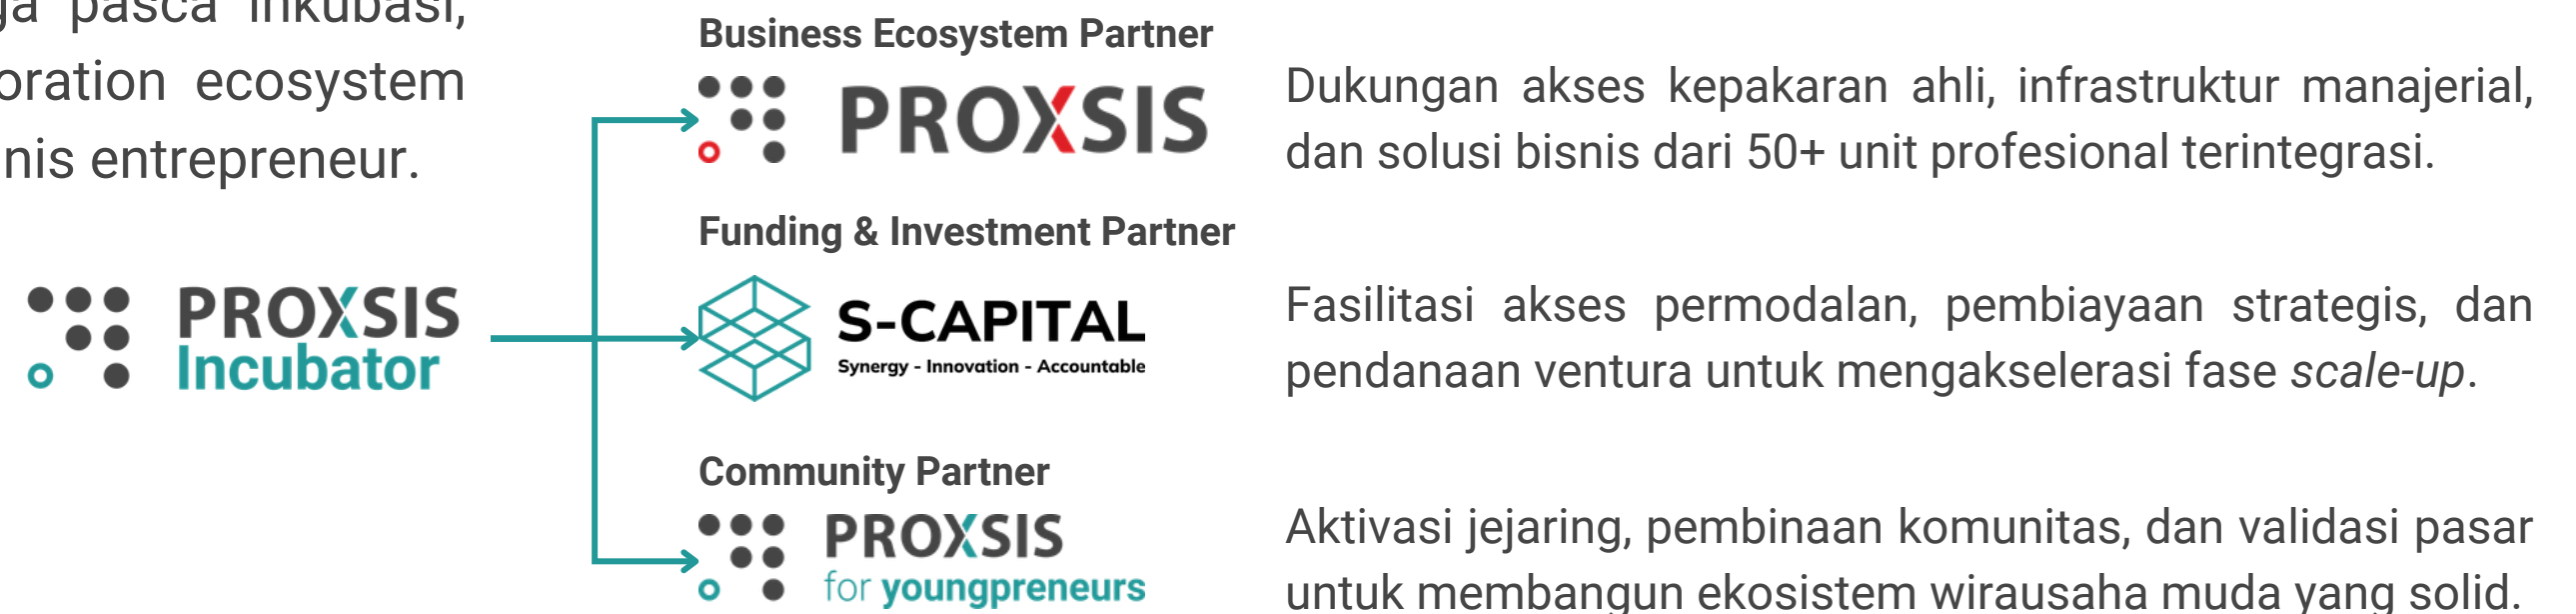 pasca inkubasi,
ecosystem
entrepreneur.
PROXSIS
Incubator
Business Ecosystem Partner
PROXSIS
Dukungan akses kepakaran ahli, infrastruktur manajerial,
dan solusi bisnis dari 50+ unit profesional terintegrasi.
Funding & Investment Partner
S-CAPITAL
Synergy - Innovation - Accountable
Fasilitasi akses permodalan, pembiayaan strategis, dan
pendanaan ventura untuk mengakselerasi fase scale-up.
Community Partner
PROXSIS
for youngpreneurs
Aktivasi jejaring, pembinaan komunitas, dan validasi pasar
untuk membangun ekosistem wirausaha muda yang solid.